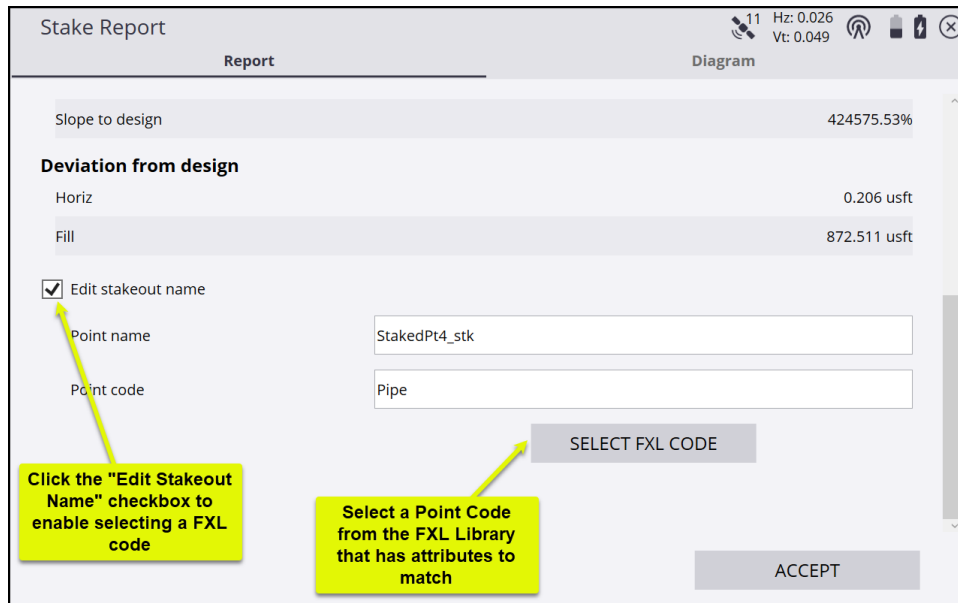 Stake Report
11
Hz: 0.026
Vt: 0.049
Report
Diagram
Slope to design
424575.53%
Deviation from design
Horiz
0.206 usft
Fill
872.511 usft
Edit stakeout name
Point name
StakedPt4_stk
Point code
Pipe
SELECT FXL CODE
Click the "Edit Stakeout
Name" checkbox to
enable selecting a FXL
code
Select a Point Code
from the FXL Library
that has attributes to
match
ACCEPT